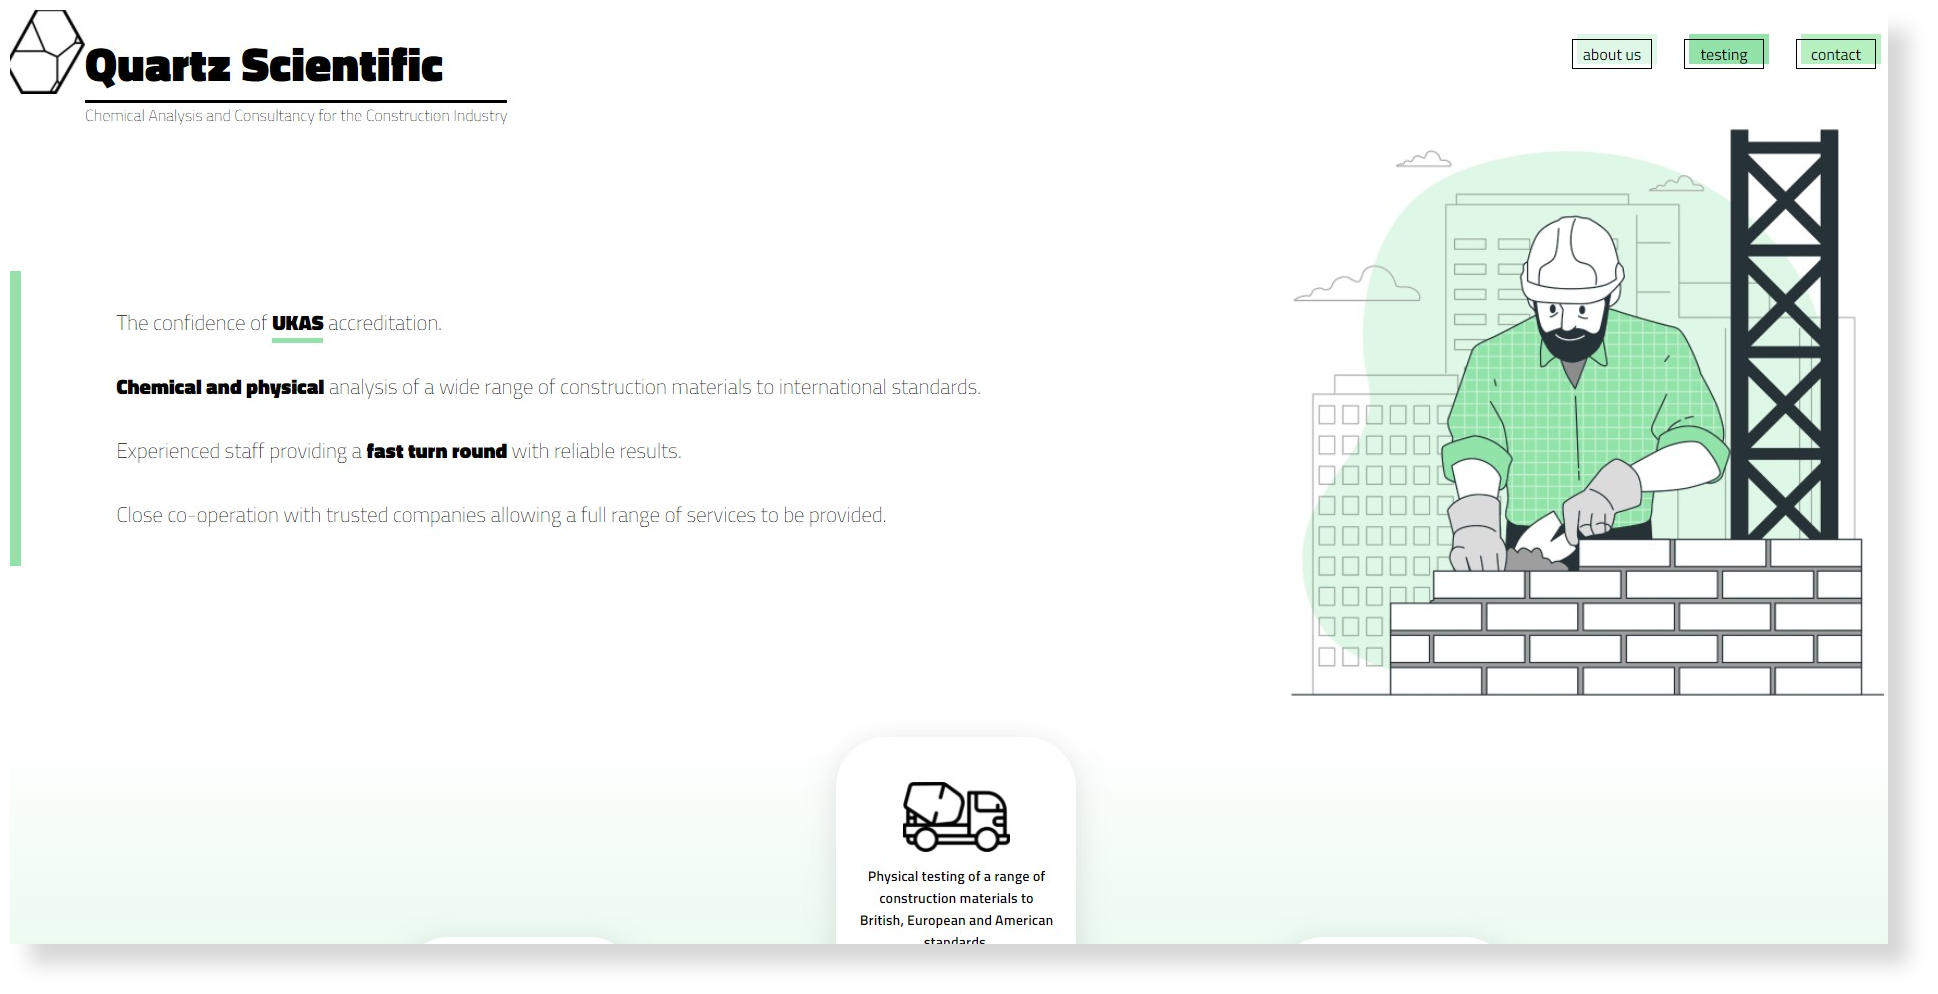 Quartz Scientific
Chemical Analysis and Consultancy for the Construction Industry
about us
testing
contact
The confidence of UKAS accreditation.
Chemical and physical analysis of a wide range of construction materials to international standards.
Experienced staff providing a fast turn round with reliable results.
Close co-operation with trusted companies allowing a full range of services to be provided.
Physical testing of a range of
construction materials to
British, European and American
standards